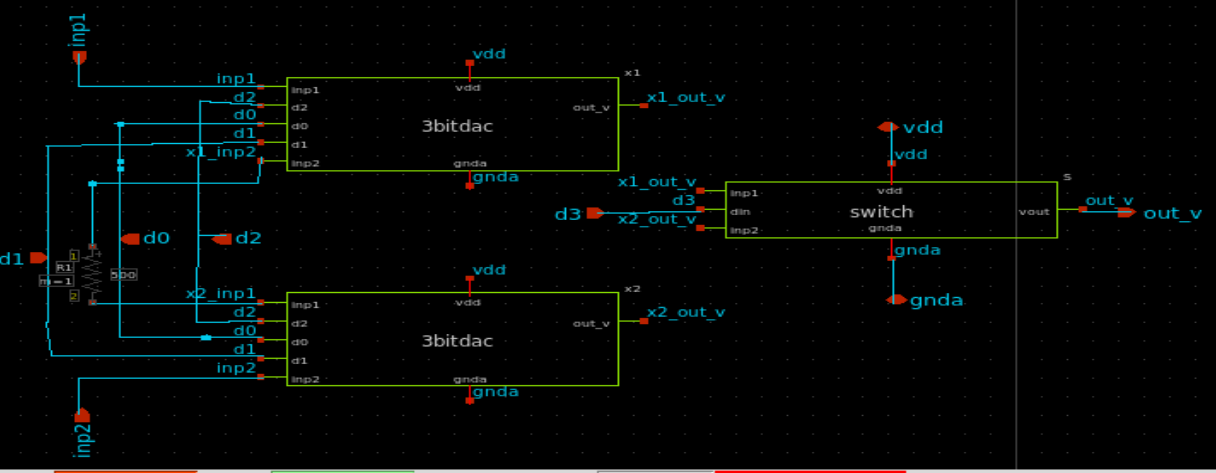 inp1
vdd
x1
inp1
inp1
vdd
d2
d2
out_v
x1_out_v
d0
d0
3bitdac
d1
d1
x1_inp2
inp2
gnda
gnda
vdd
vdd
S
x1_out_v
inp1
vdd
d3
d3
din
switch
vout
out_v
out_v
x2_out_v
inp2
gnda
gnda
gnda
d0
d2
d1
1
R1
500
m=1
2
vdd
x2
x2_inp1
inp1
vdd
d2
d2
out_v
x2_out_v
d0
d0
3bitdac
d1
d1
inp2
inp2
gnda
gnda
inp2